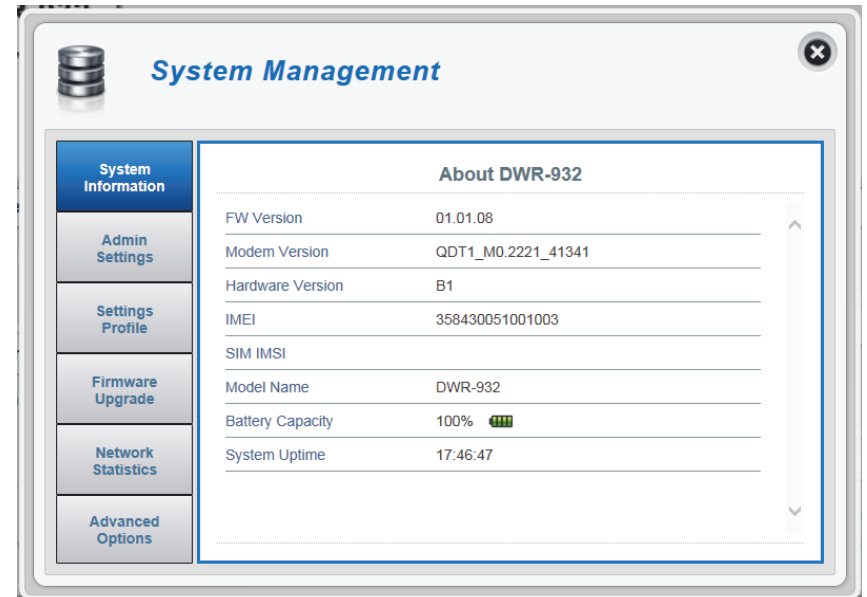 System Management
System
Information
Admin
Settings
Settings
Profile
Firmware
Upgrade
Network
Statistics
Advanced
Options
About DWR-932
FW Version 01.01.08
Modem Version QDT1_M0.2221_41341
Hardware Version B1
IMEI 358430051001003
SIM IMSI
Model Name DWR-932
Battery Capacity 100%
System Uptime 17:46:47